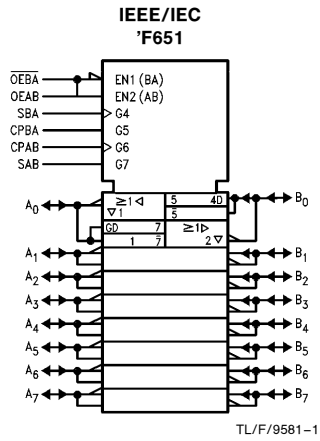 IEEE/IEC
'F651
OEBA EN1 (BA)
OEAB EN2 (AB)
SBA G4
CPBA G5
CPAB G6
SAB G7
A0 ≥1◁ 5 4D B0
▽1 5
GD 7 ≥1▷
1 7 2▽
A1 B1
A2 B2
A3 B3
A4 B4
A5 B5
A6 B6
A7 B7
TL/F/9581–1